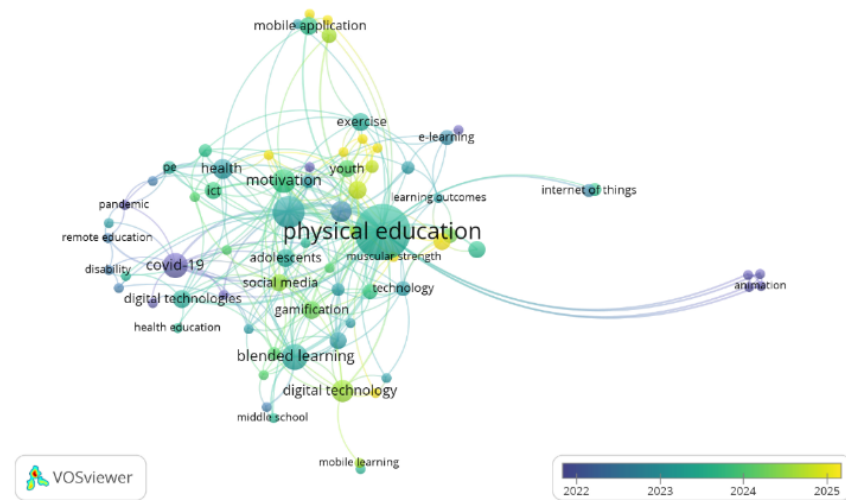 mobile application
exercise
e-learning
pe
health
youth
motivation
ict
learning outcomes
internet of things
pandemic
physical education
remote education
adolescents
muscular strength
covid-19
disability
social media
technology
animation
digital technologies
gamification
health education
blended learning
digital technology
middle school
mobile learning
VOSviewer
2022 2023 2024 2025